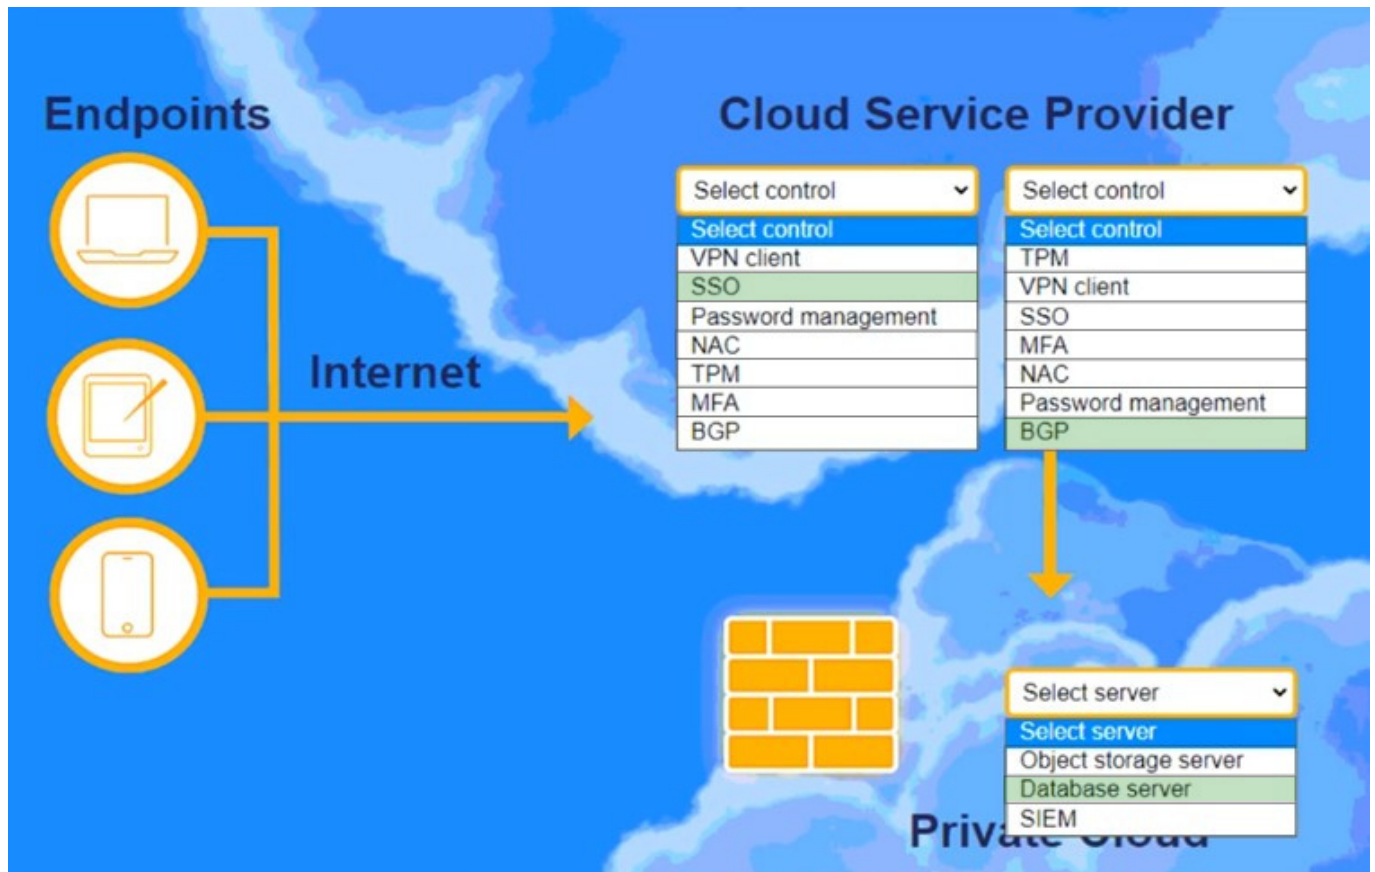 Endpoints
Cloud Service Provider
Select control
Select control
VPN client
SSO
Password management
NAC
TPM
MFA
BGP
Select control
Select control
TPM
VPN client
SSO
MFA
NAC
Password management
BGP
Internet
Select server
Select server
Object storage server
Database server
SIEM
Private Cloud